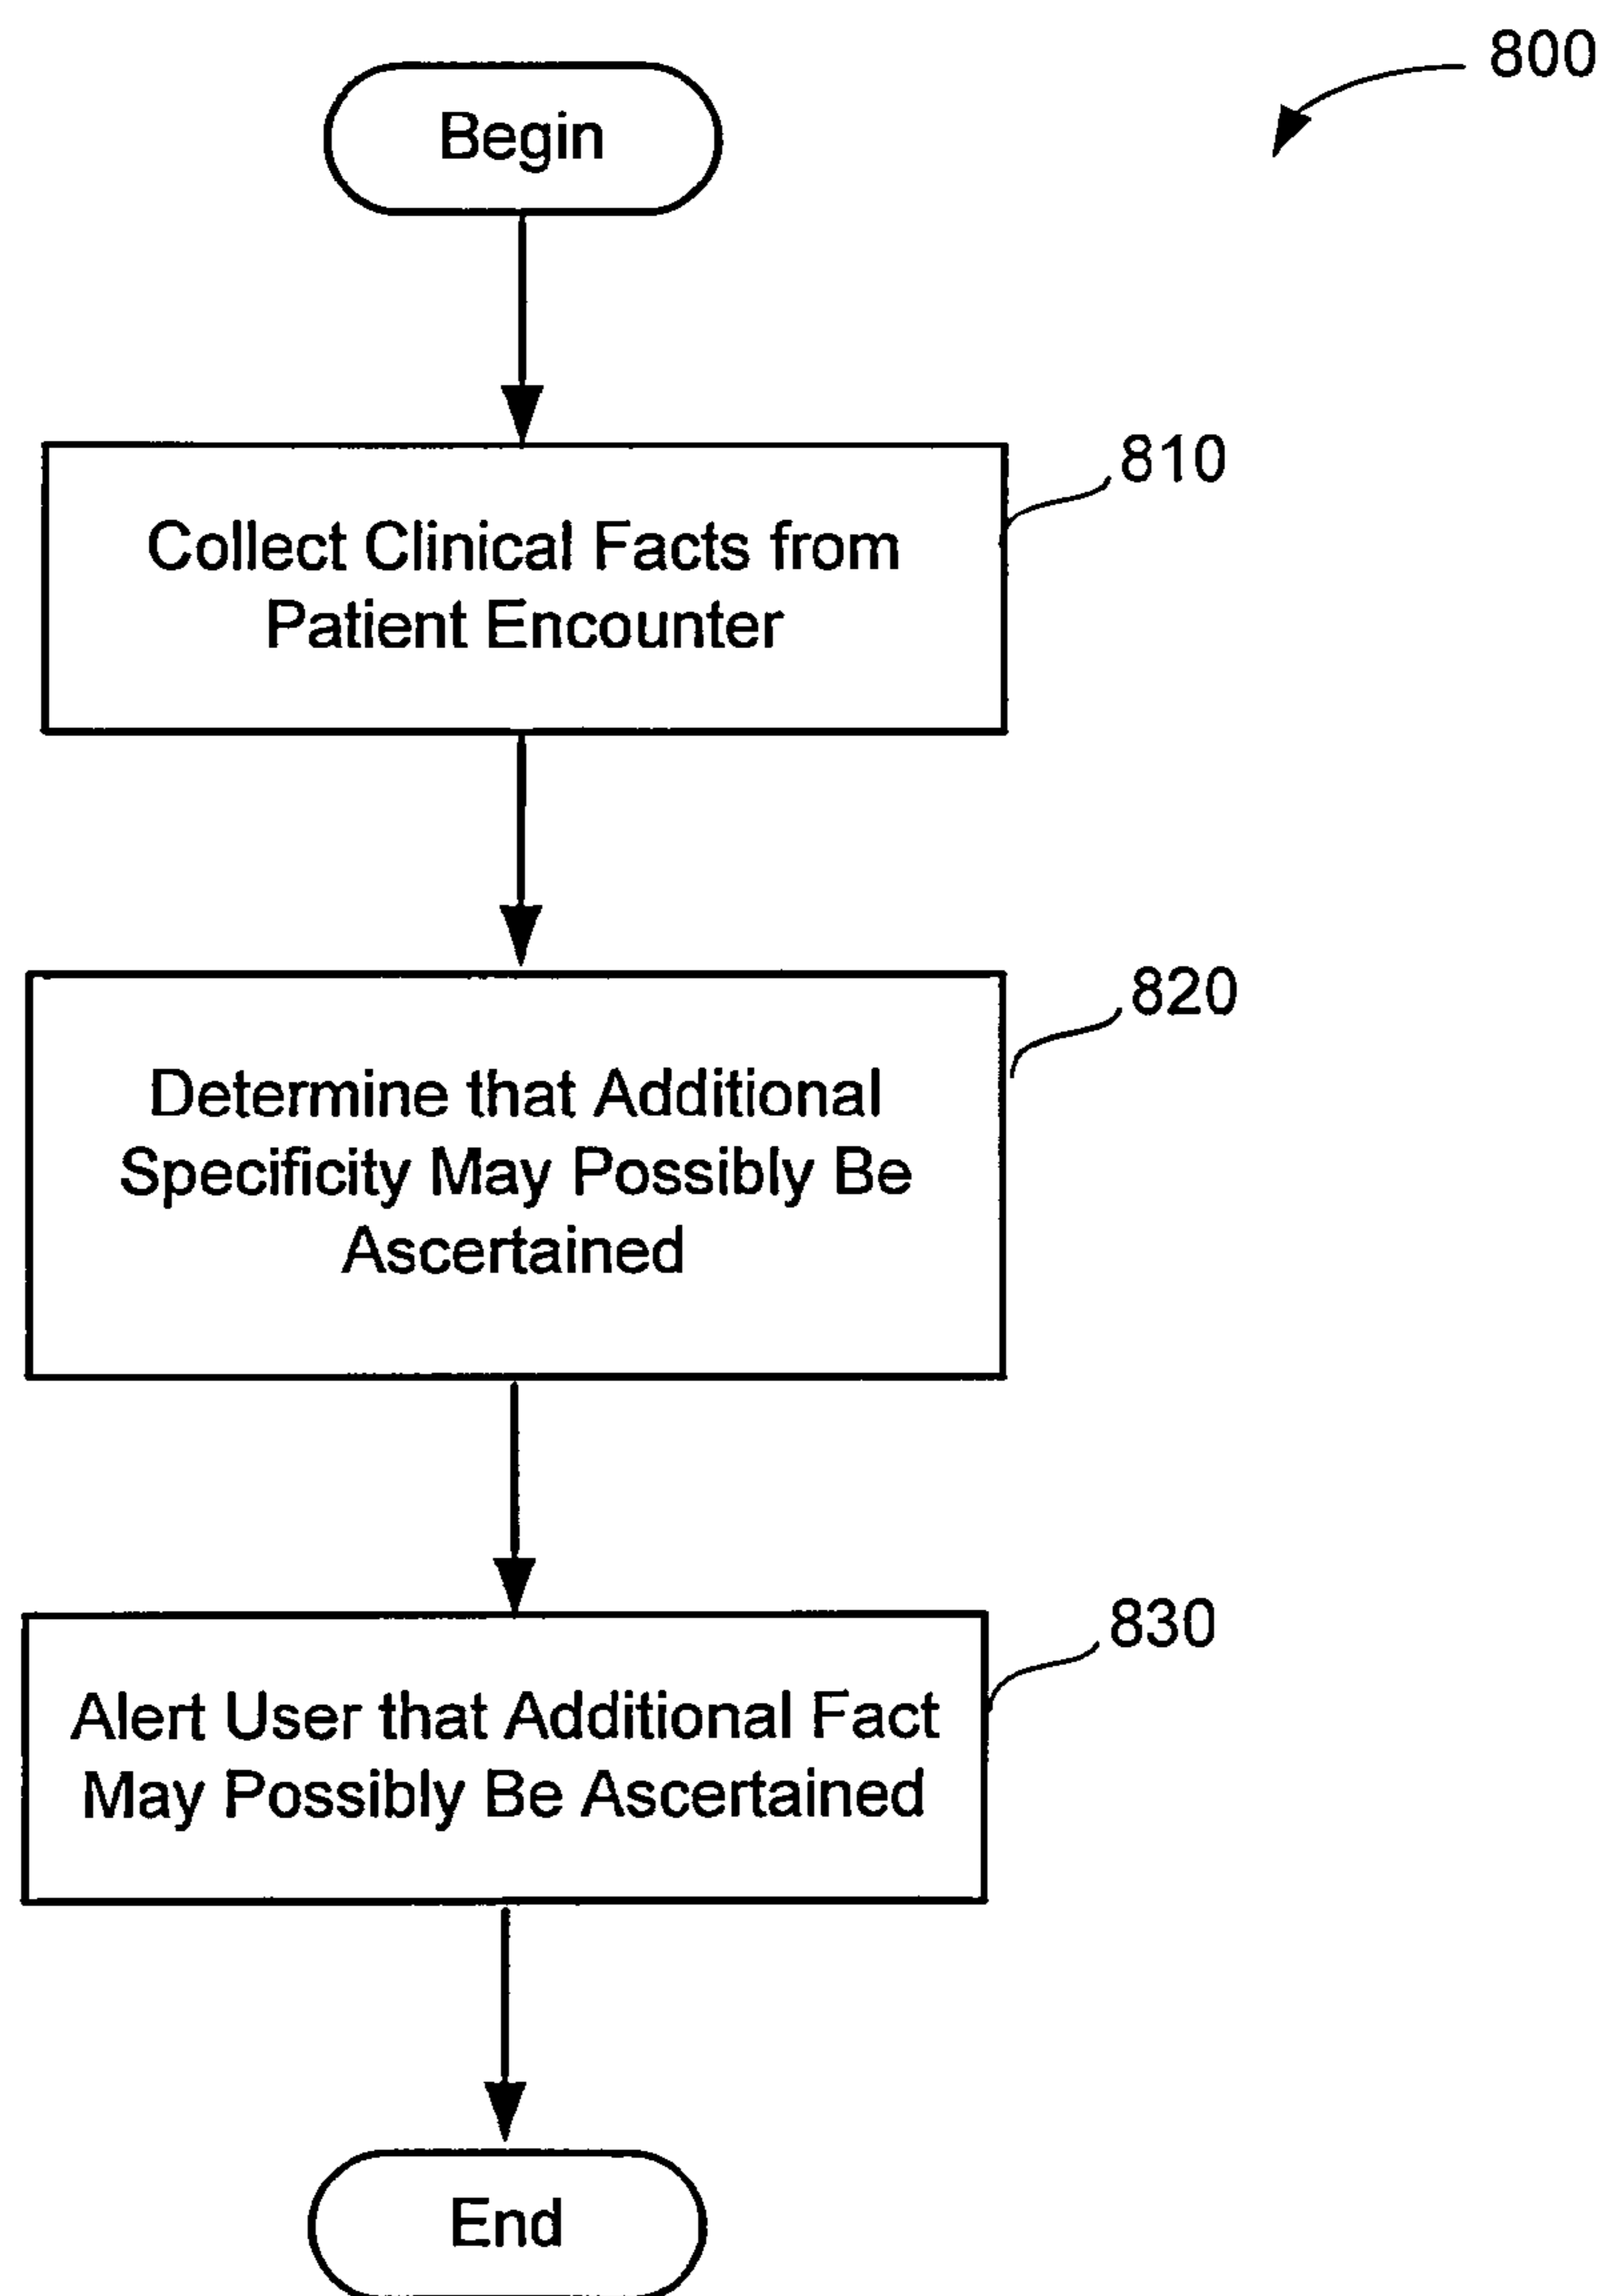 800
Begin
810
Collect Clinical Facts from
Patient Encounter
820
Determine that Additional
Specificity May Possibly Be
Ascertained
830
Alert User that Additional Fact
May Possibly Be Ascertained
End